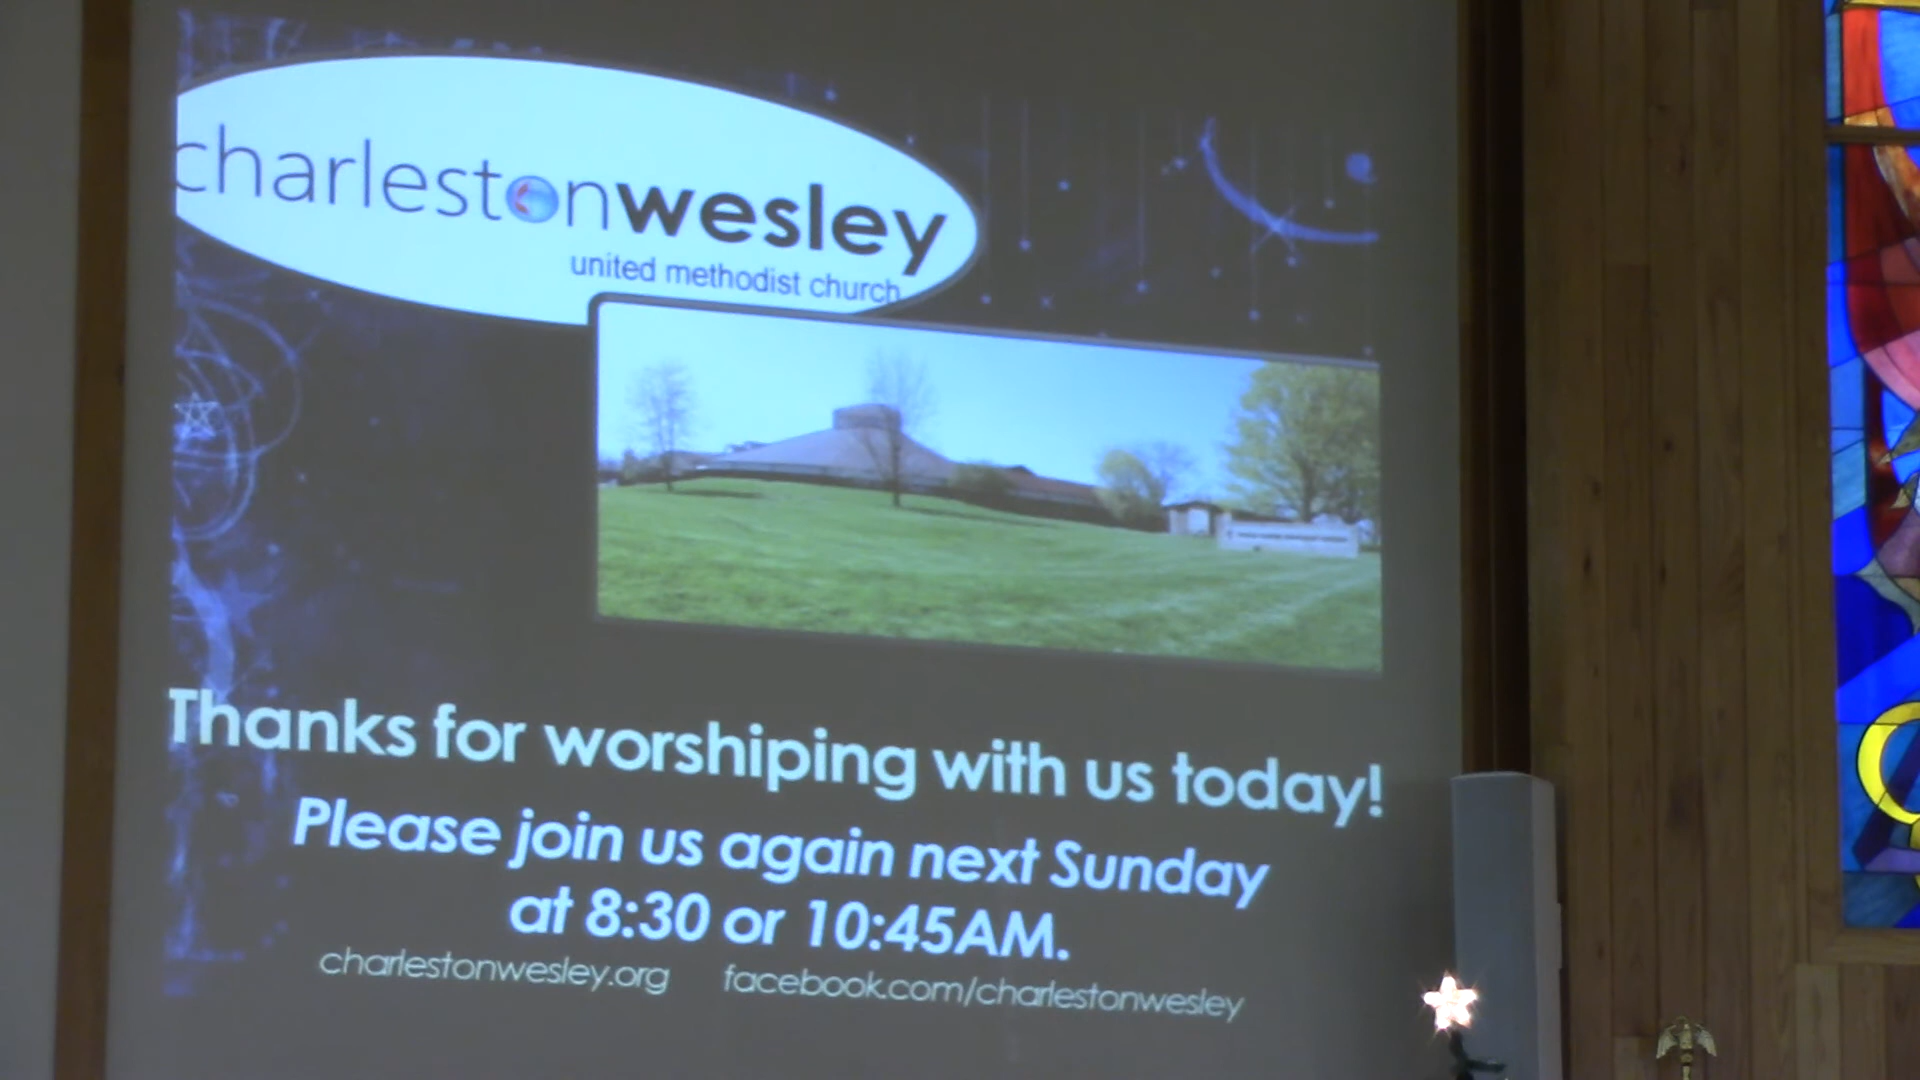 charlestonwesley
united methodist church
Thanks for worshiping with us today!
Please join us again next Sunday
at 8:30 or 10:45AM.
charlestonwesley.org facebook.com/charlestonwesley